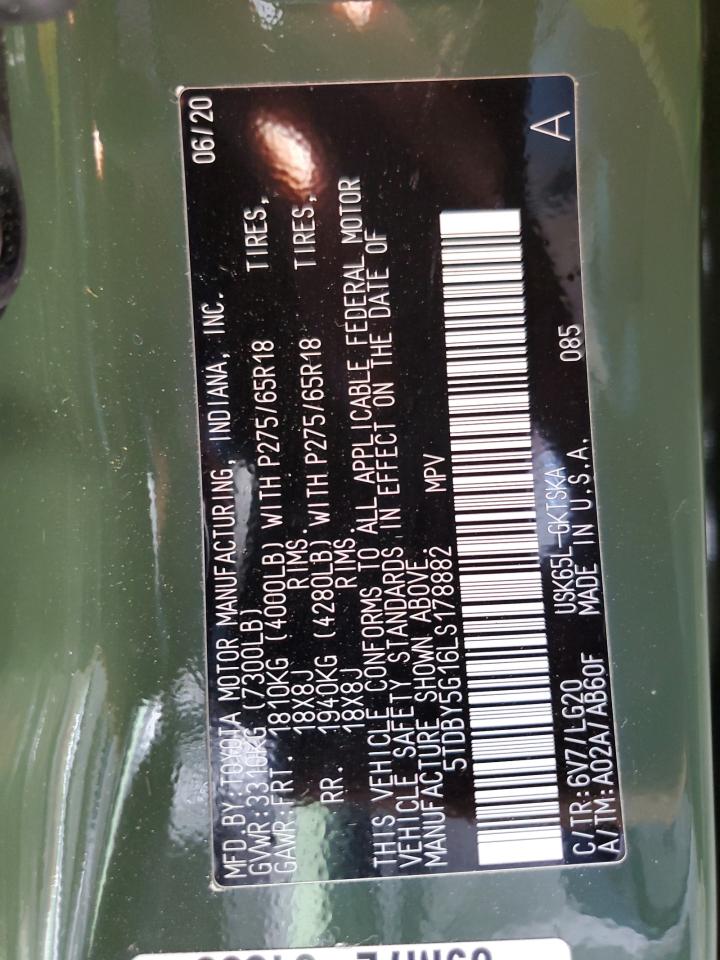 MFD.BY:TOYOTA MOTOR MANUFACTURING, INDIANA, INC. 06/20
GVWR:3310KG (7300LB)
GAWR:FRT. 1810KG (4000LB) WITH P275/65R18 TIRES,
18X8J RIMS.
RR. 1940KG (4280LB) WITH P275/65R18 TIRES,
18X8J RIMS.
THIS VEHICLE CONFORMS TO ALL APPLICABLE FEDERAL MOTOR
VEHICLE SAFETY STANDARDS IN EFFECT ON THE DATE OF
MANUFACTURE SHOWN ABOVE.
5TDBY5G16LS178882 MPV
A
C/TR:6V7/LG20 USK65L-GKTSKA 085
A/TM:A02A/AB60F MADE IN U.S.A.